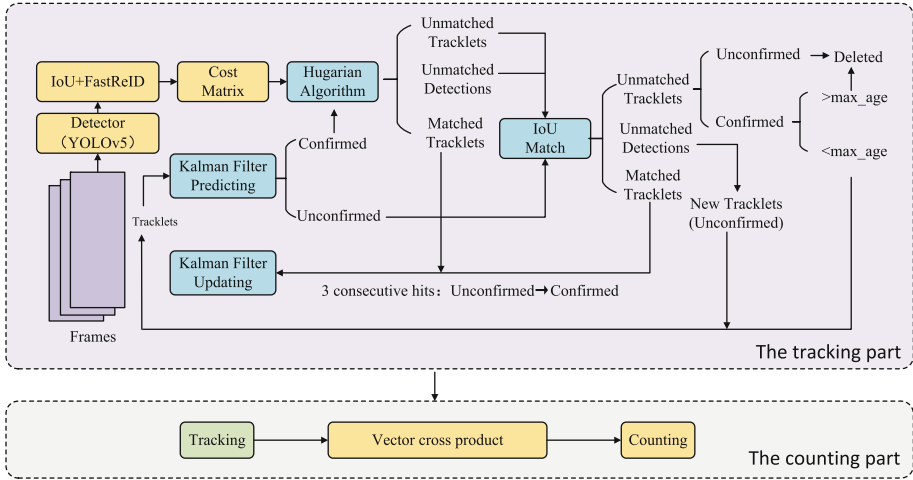 Unmatched
Tracklets
Unmatched
Detections
Matched
Tracklets
IoU+FastReID
Cost
Matrix
Hugarian
Algorithm
Detector
（YOLOv5）
Kalman Filter
Predicting
Confirmed
Unconfirmed
Tracklets
Kalman Filter
Updating
Frames
IoU
Match
Unmatched
Tracklets
Unmatched
Detections
Matched
Tracklets
Unconfirmed
Deleted
Confirmed
>max_age
<max_age
New Tracklets
(Unconfirmed)
3 consecutive hits：Unconfirmed→Confirmed
The tracking part
Tracking
Vector cross product
Counting
The counting part